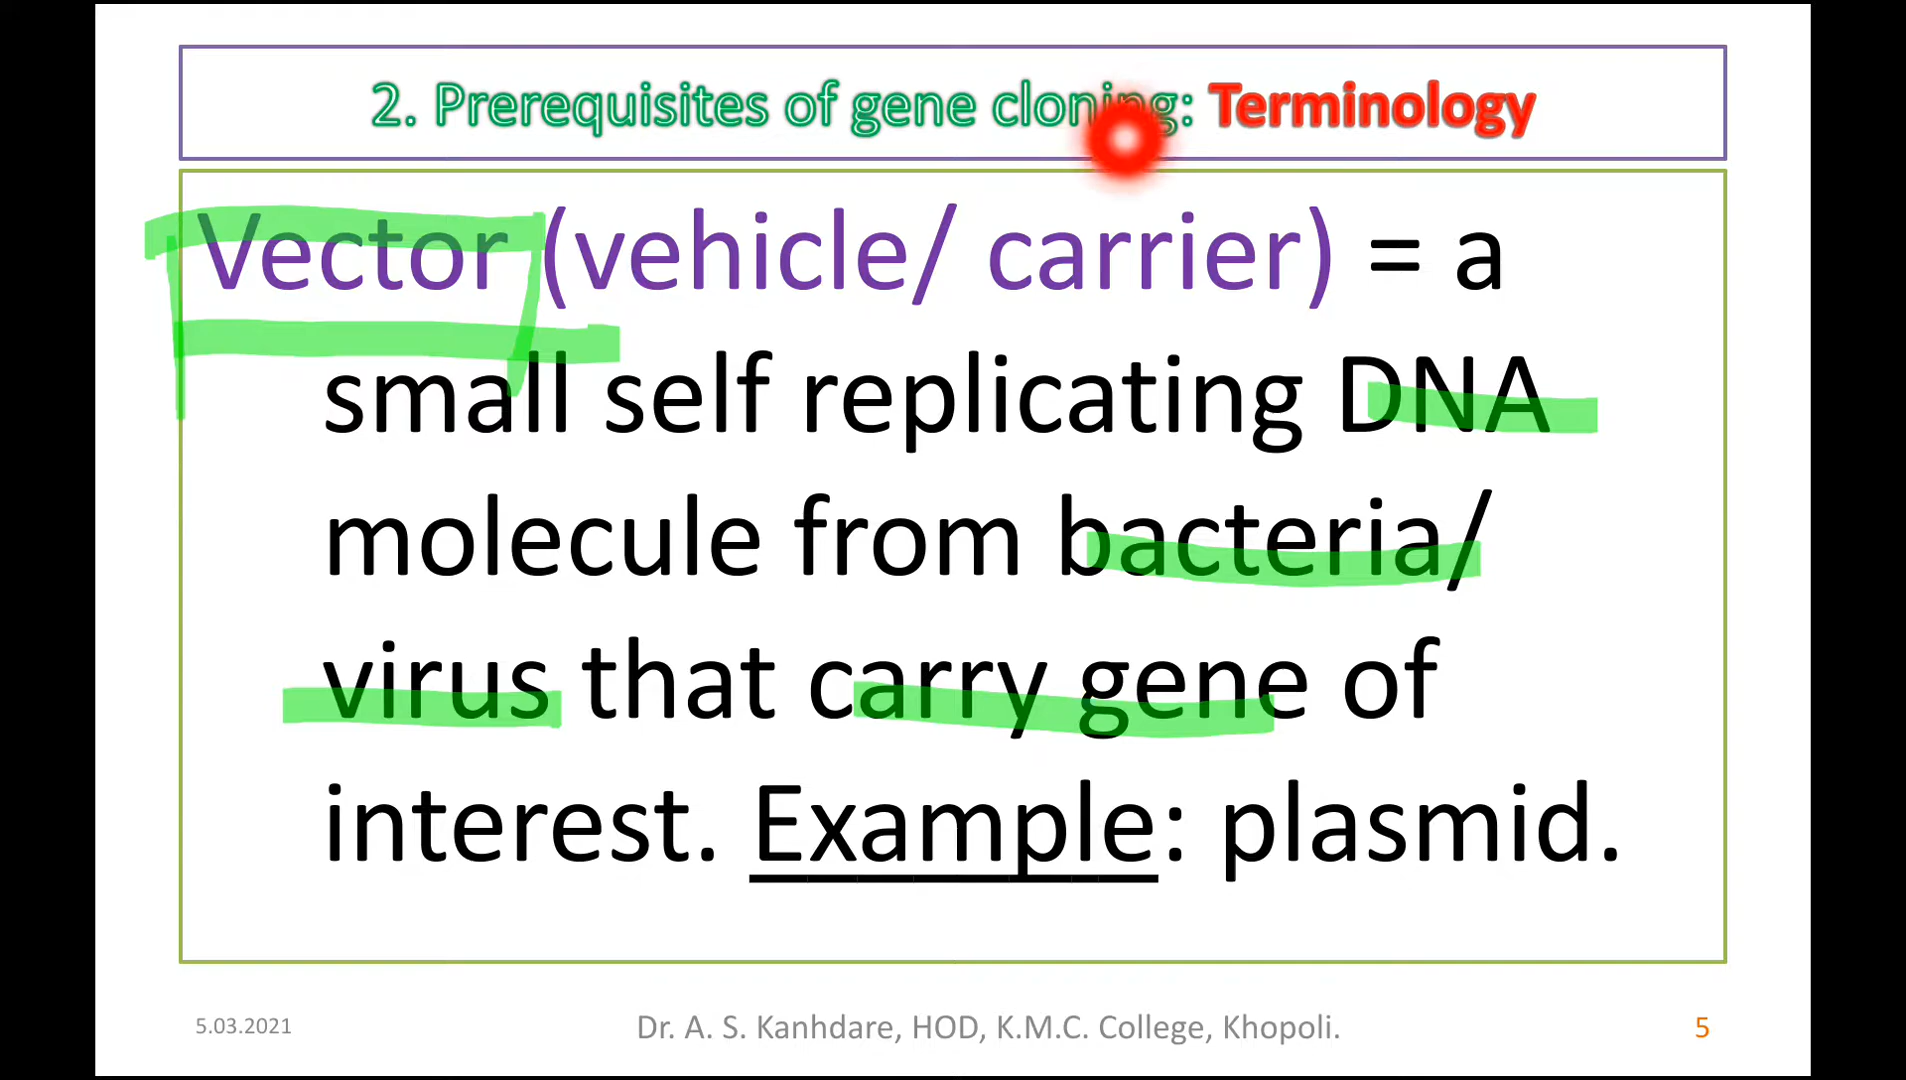 2. Prerequisites of gene cloning: Terminology
Vector (vehicle/ carrier) = a
small self replicating DNA
molecule from bacteria/
virus that carry gene of
interest. Example: plasmid.
5.03.2021
Dr. A. S. Kanhdare, HOD, K.M.C. College, Khopoli.
5